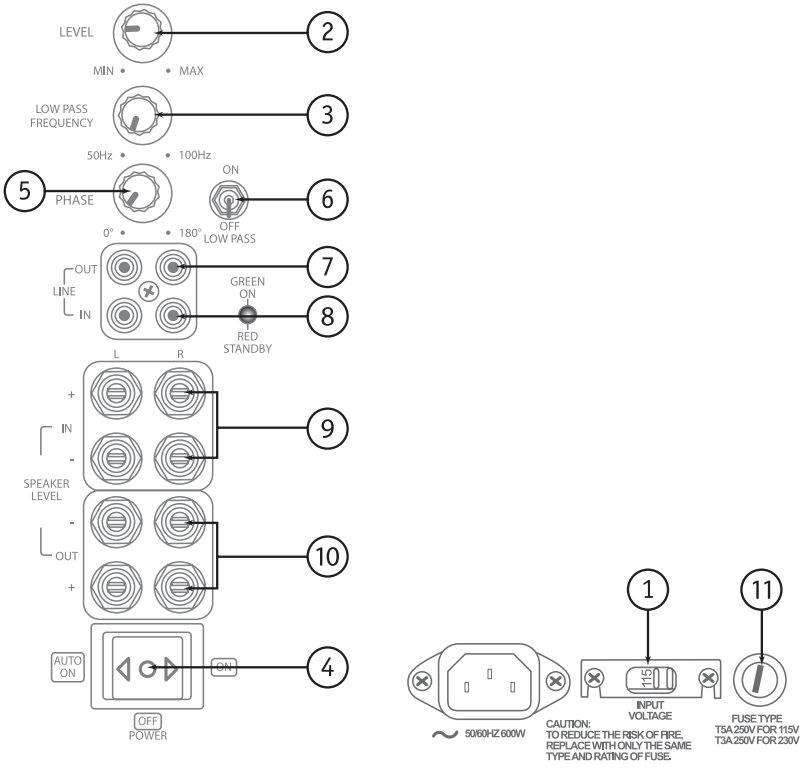 LEVEL
2
MIN • • MAX
LOW PASS
FREQUENCY
3
50Hz • • 100Hz
ON
5
PHASE
6
0° • • 180°
OFF
LOW PASS
OUT
7
LINE
GREEN
ON
IN
8
RED
STANDBY
L R
+
IN
9
-
SPEAKER
LEVEL
-
OUT
10
+
AUTO
ON
ON
4
OFF
POWER
1
11
115
INPUT
VOLTAGE
50/60HZ 600W
CAUTION:
TO REDUCE THE RISK OF FIRE,
REPLACE WITH ONLY THE SAME
TYPE AND RATING OF FUSE.
FUSE TYPE
T5A 250V FOR 115V
T3A 250V FOR 230V